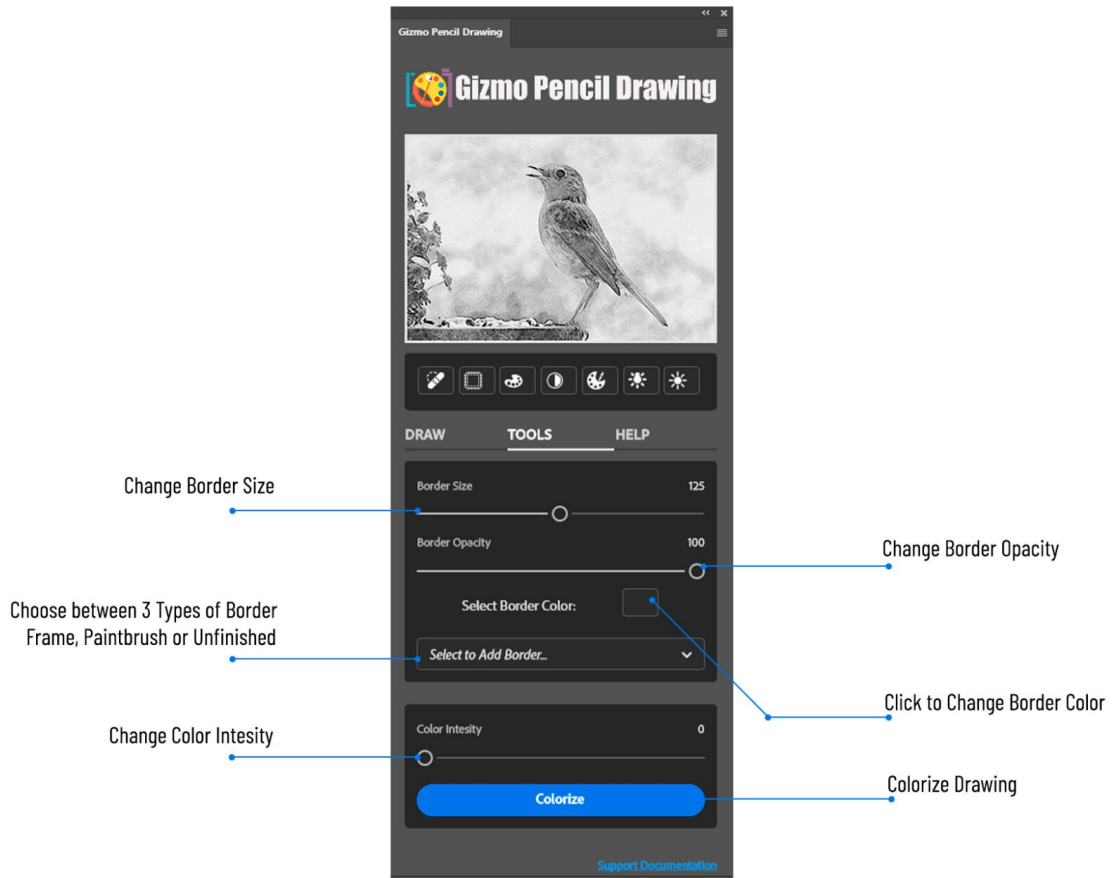 Gizmo Pencil Drawing
Gizmo Pencil Drawing
DRAW TOOLS HELP
Change Border Size
Border Size 125
Border Opacity 100
Change Border Opacity
Select Border Color:
Choose between 3 Types of Border
Frame, Paintbrush or Unfinished
Select to Add Border...
Click to Change Border Color
Change Color Intesity
Color Intesity 0
Colorize
Colorize Drawing
Support Documentation